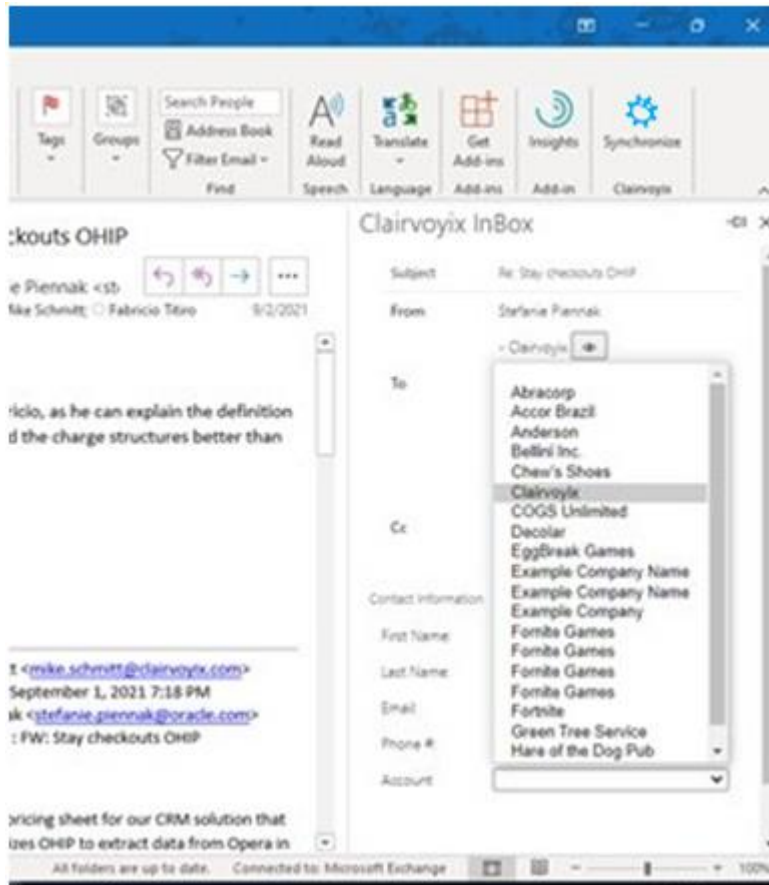 Tags
Groups
Search People
Address Book
Filter Email
Find
Read Aloud
Speech
Translate
Language
Get Add-ins
Add-ins
Insights
Add-in
Synchronize
Clairvoyix
ckouts OHIP
e Piennak <sb
Mike Schmitt; Fabricio Titiro 9/2/2021
ricio, as he can explain the definition
d the charge structures better than
t <mike.schmitt@clairvoyix.com>
September 1, 2021 7:18 PM
ak <stefanie.piennak@oracle.com>
: FW: Stay checkouts OHIP
pricing sheet for our CRM solution that
izes OHIP to extract data from Opera in
Clairvoyix InBox
Subject Re: Stay checkouts OHIP
From Stefanie Piennak
- Clairvoyix
To
Cc
Contact Information
First Name
Last Name
Email
Phone #
Account
Abracorp
Accor Brazil
Anderson
Bellini Inc.
Chew's Shoes
Clairvoyix
COGS Unlimited
Decolar
EggBreak Games
Example Company Name
Example Company Name
Example Company
Fornite Games
Fornite Games
Fornite Games
Fornite Games
Fortnite
Green Tree Service
Hare of the Dog Pub
All folders are up to date. Connected to: Microsoft Exchange 100%